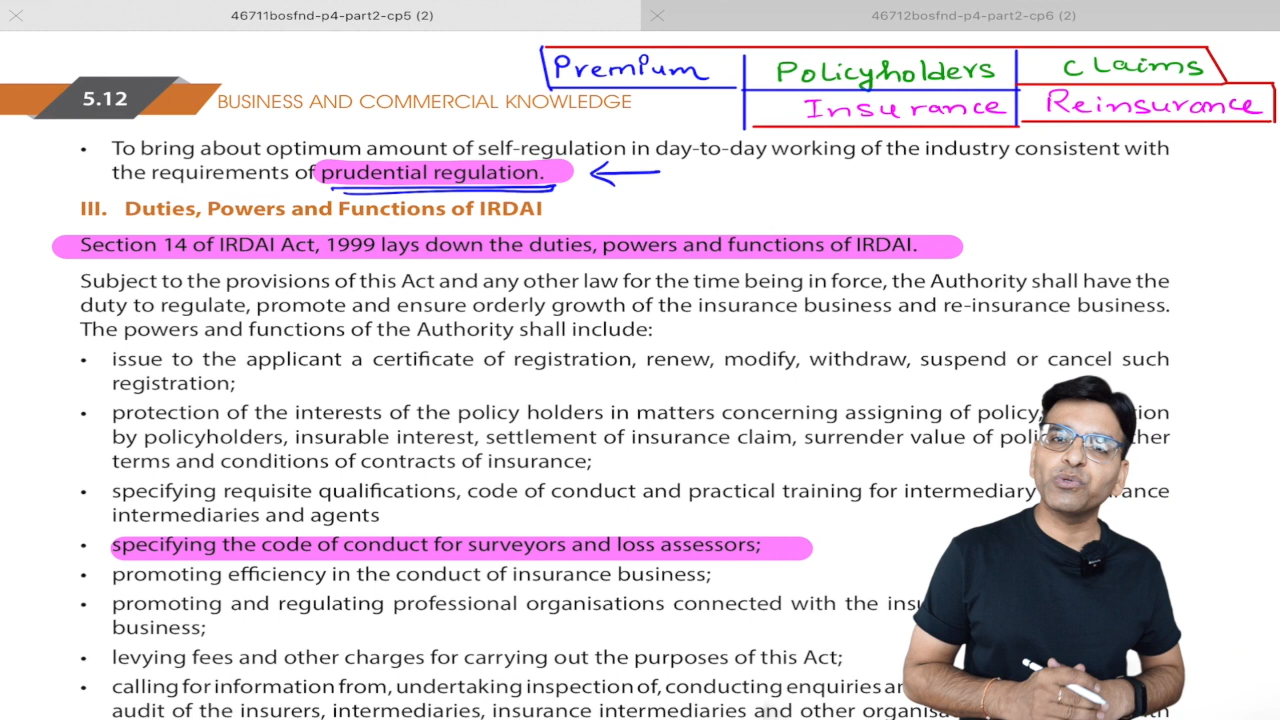 46711bosfnd-p4-part2-cp5 (2)
46712bosfnd-p4-part2-cp6 (2)
Premium
Policyholders
Claims
Insurance
Reinsurance
5.12
BUSINESS AND COMMERCIAL KNOWLEDGE
• To bring about optimum amount of self-regulation in day-to-day working of the industry consistent with
the requirements of prudential regulation.
III. Duties, Powers and Functions of IRDAI
Section 14 of IRDAI Act, 1999 lays down the duties, powers and functions of IRDAI.
Subject to the provisions of this Act and any other law for the time being in force, the Authority shall have the
duty to regulate, promote and ensure orderly growth of the insurance business and re-insurance business.
The powers and functions of the Authority shall include:
• issue to the applicant a certificate of registration, renew, modify, withdraw, suspend or cancel such
registration;
• protection of the interests of the policy holders in matters concerning assigning of policy,
by policyholders, insurable interest, settlement of insurance claim, surrender value of
terms and conditions of contracts of insurance;
• specifying requisite qualifications, code of conduct and practical training for intermediary
intermediaries and agents
• specifying the code of conduct for surveyors and loss assessors;
• promoting efficiency in the conduct of insurance business;
• promoting and regulating professional organisations connected with the
business;
• levying fees and other charges for carrying out the purposes of this Act;
• calling for information from, undertaking inspection of, conducting enquiries
audit of the insurers, intermediaries, insurance intermediaries and other